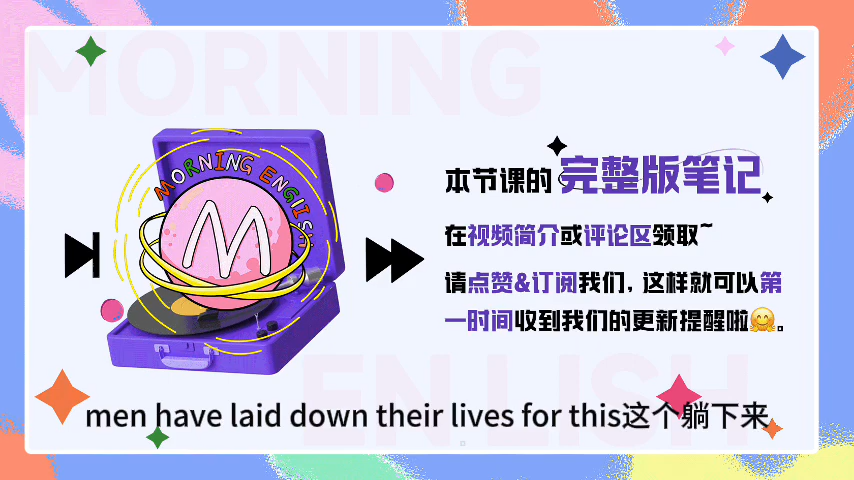 MORNING
MORNING ENGLISH
M
本节课的 完整版笔记
在视频简介或评论区领取~
请点赞&订阅我们，这样就可以第
一时间收到我们的更新提醒啦🤗。
ENLISH
men have laid down their lives for this这个躺下来